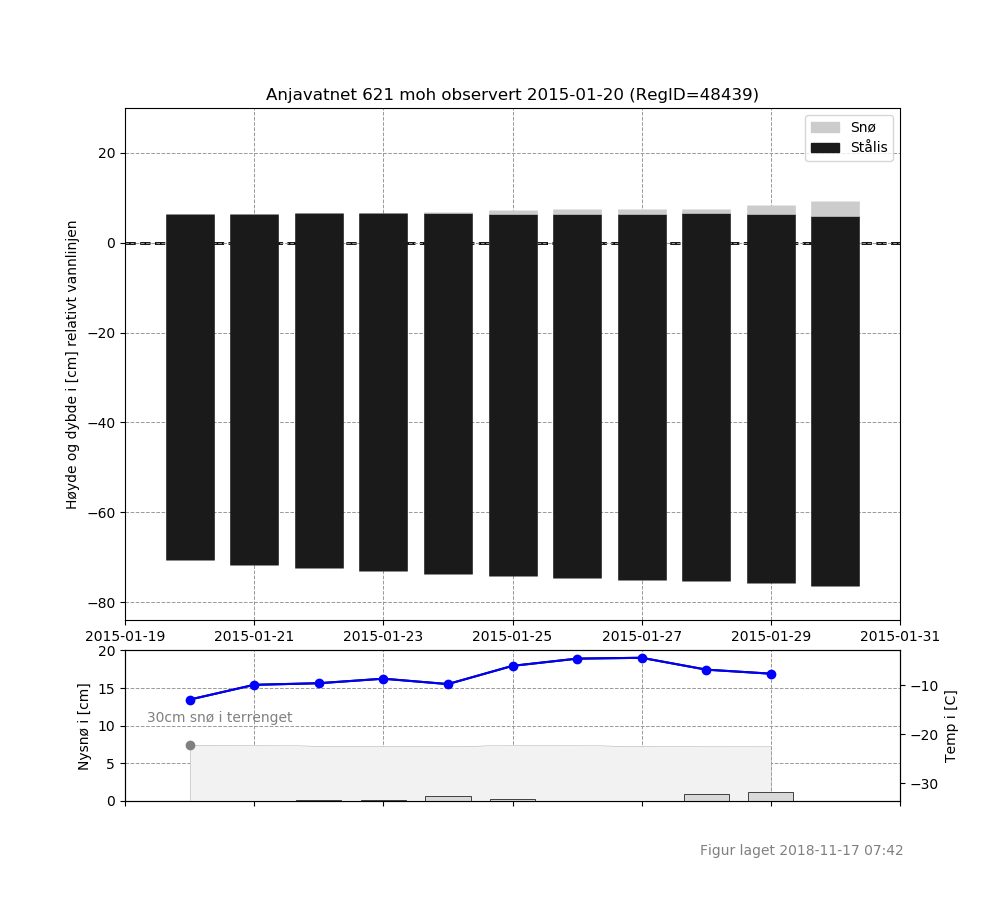 Anjavatnet 621 moh observert 2015-01-20 (RegID=48439)
Snø
Stålis
Høyde og dybde i [cm] relativt vannlinjen
20
0
−20
−40
−60
−80
2015-01-19 2015-01-21 2015-01-23 2015-01-25 2015-01-27 2015-01-29 2015-01-31
Nysnø i [cm]
20
15
10
5
0
30cm snø i terrenget
−10
−20
−30
Temp i [C]
Figur laget 2018-11-17 07:42